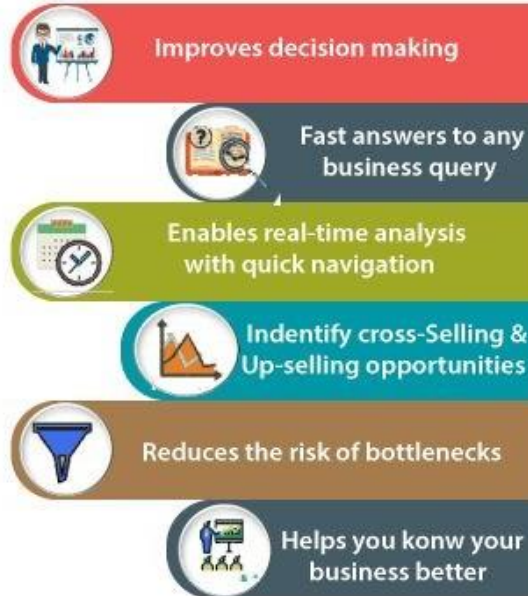 Improves decision making
Fast answers to any
business query
Enables real-time analysis
with quick navigation
Indentify cross-Selling &
Up-selling opportunities
Reduces the risk of bottlenecks
Helps you konw your
business better